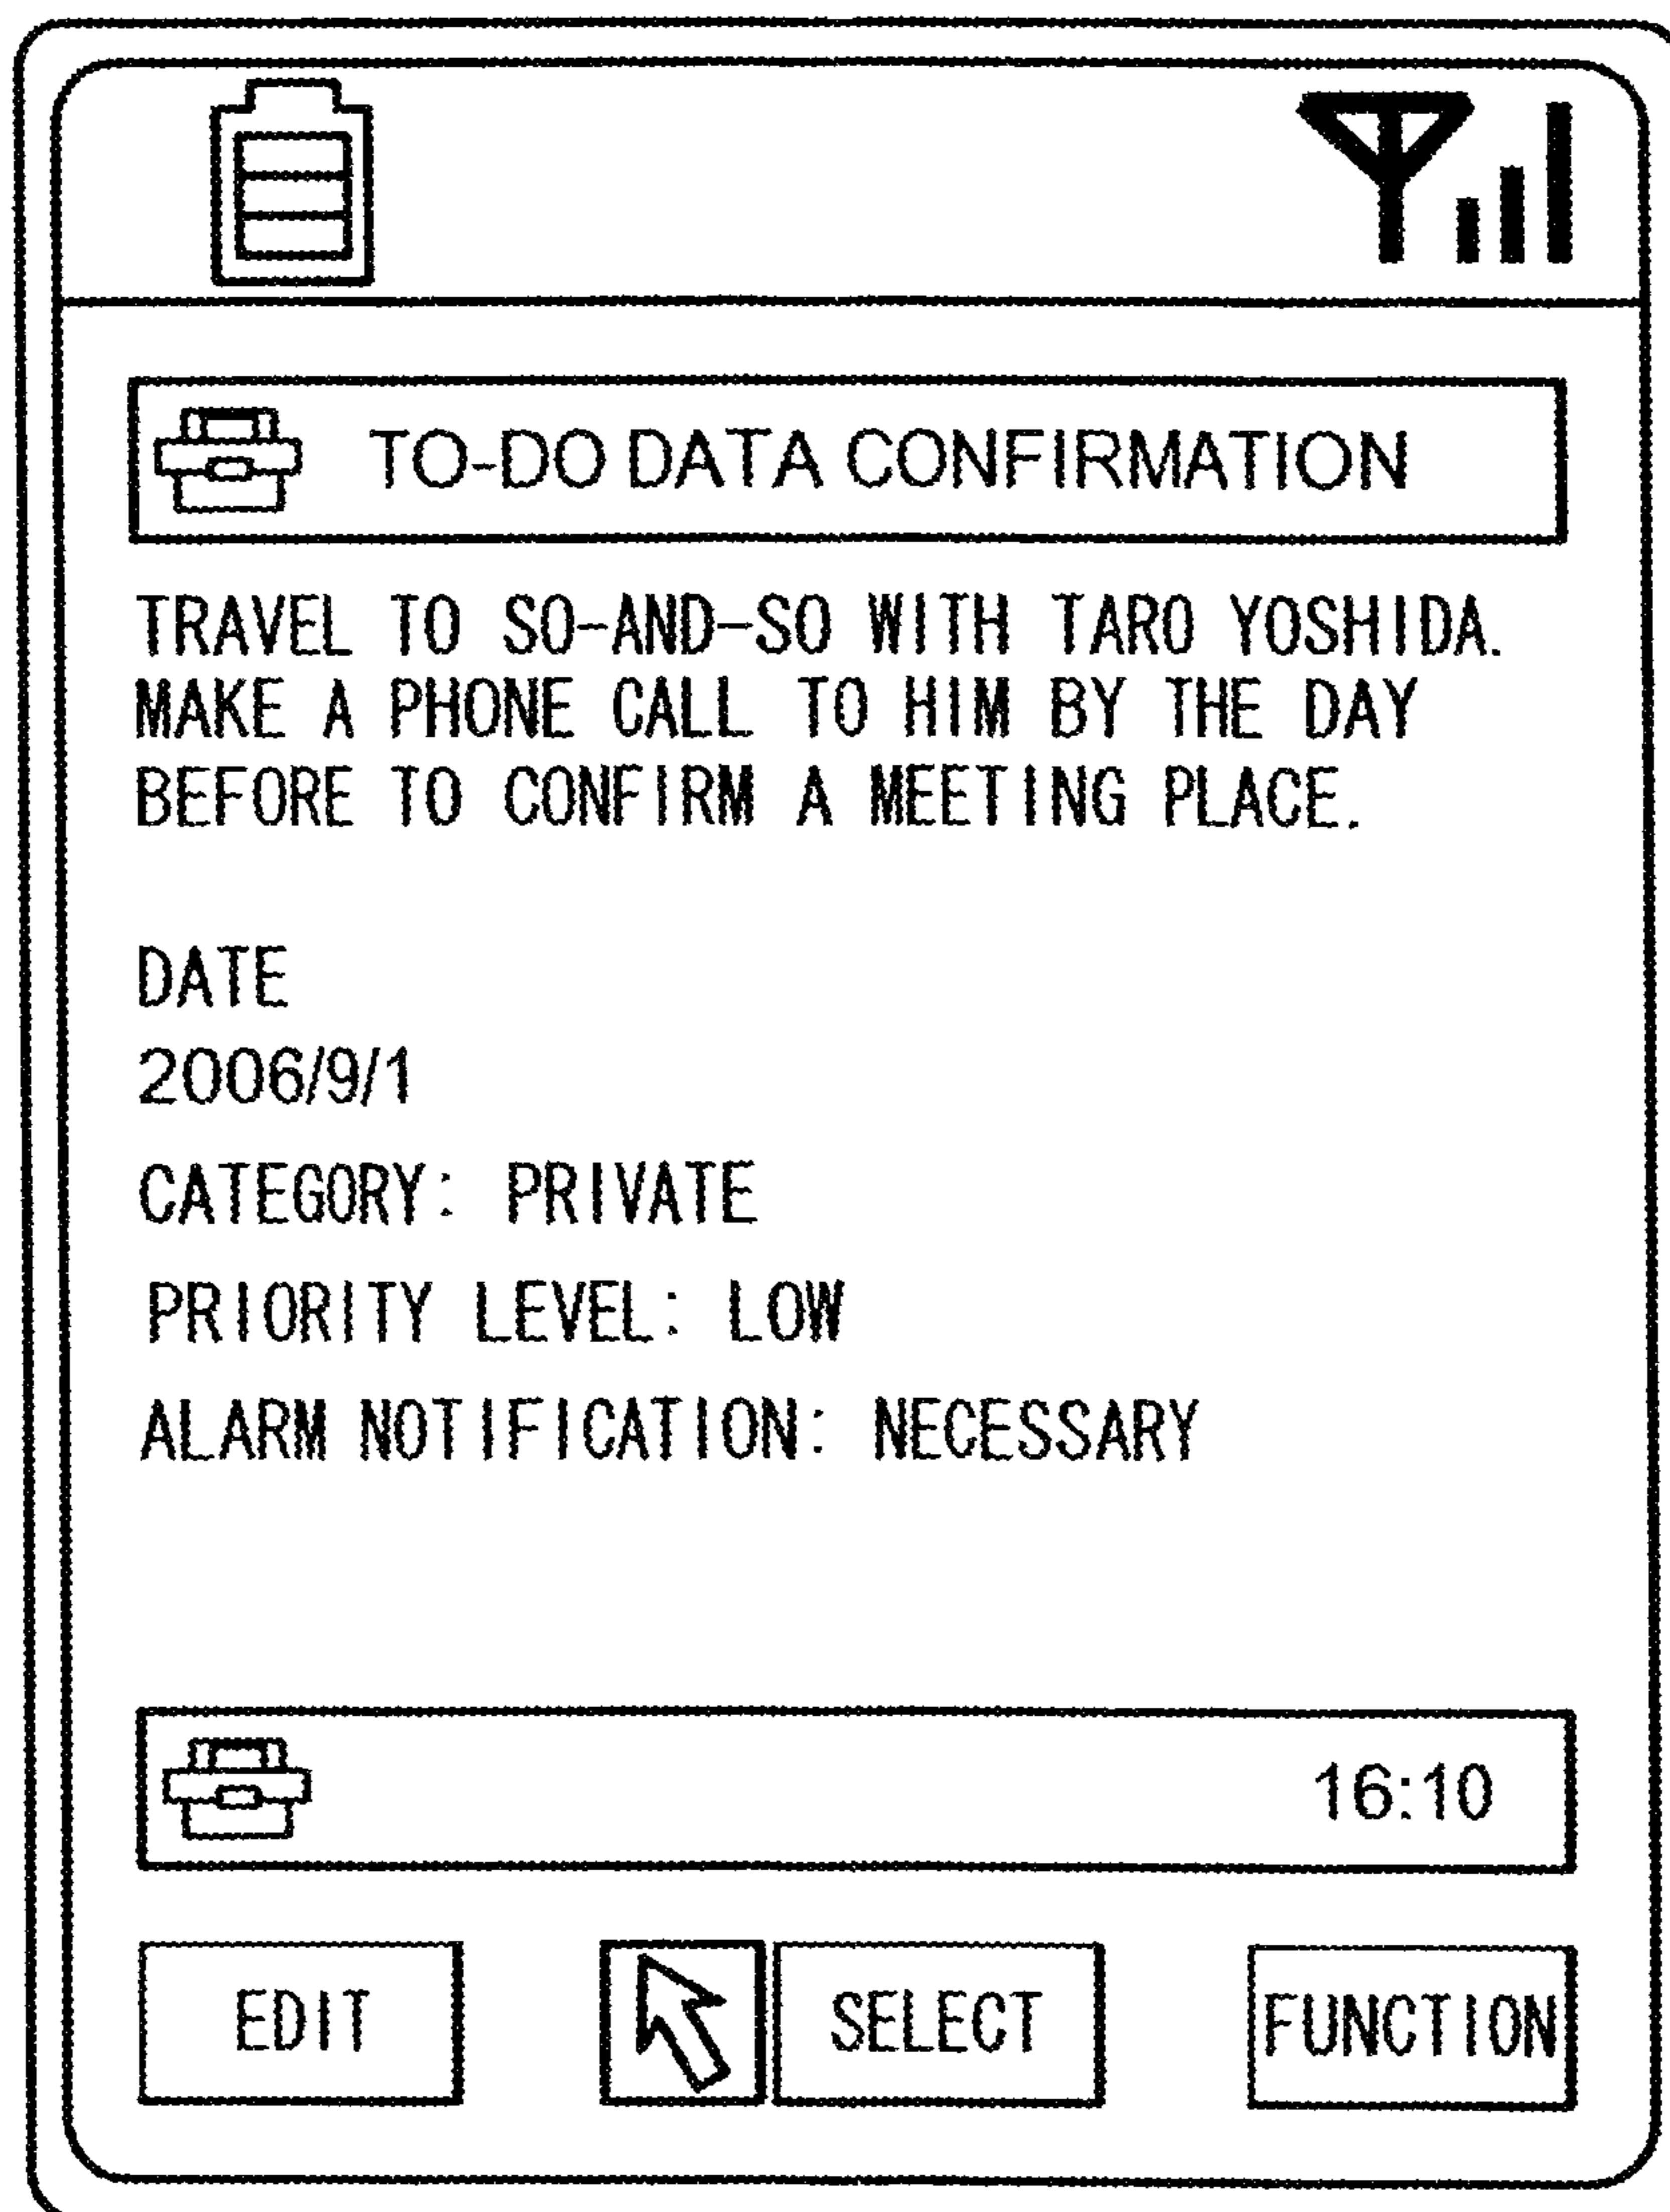 TO-DO DATA CONFIRMATION
TRAVEL TO SO-AND-SO WITH TARO YOSHIDA.
MAKE A PHONE CALL TO HIM BY THE DAY
BEFORE TO CONFIRM A MEETING PLACE.
DATE
2006/9/1
CATEGORY: PRIVATE
PRIORITY LEVEL: LOW
ALARM NOTIFICATION: NECESSARY
16:10
EDIT SELECT FUNCTION